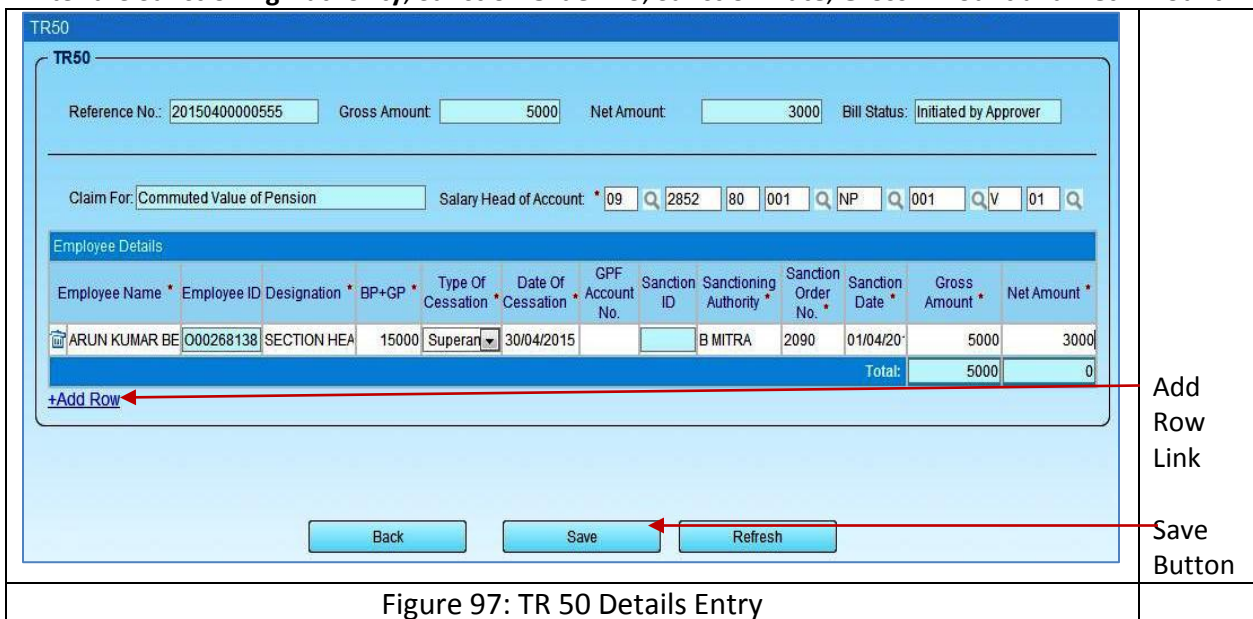 TR50
TR50
Reference No.: 20150400000555 Gross Amount: 5000 Net Amount: 3000 Bill Status: Initiated by Approver
Claim For: Commuted Value of Pension Salary Head of Account: * 09 2852 80 001 NP 001 V 01
Employee Details
Employee Name * Employee ID Designation * BP+GP * Type Of Cessation * Date Of Cessation * GPF Account No. Sanction ID Sanctioning Authority * Sanction Order No. * Sanction Date * Gross Amount * Net Amount *
ARUN KUMAR BE O00268138 SECTION HEA 15000 Superan 30/04/2015 B MITRA 2090 01/04/20 5000 3000
Total: 5000 0
+Add Row
Add
Row
Link
Back Save Refresh
Save
Button
Figure 97: TR 50 Details Entry